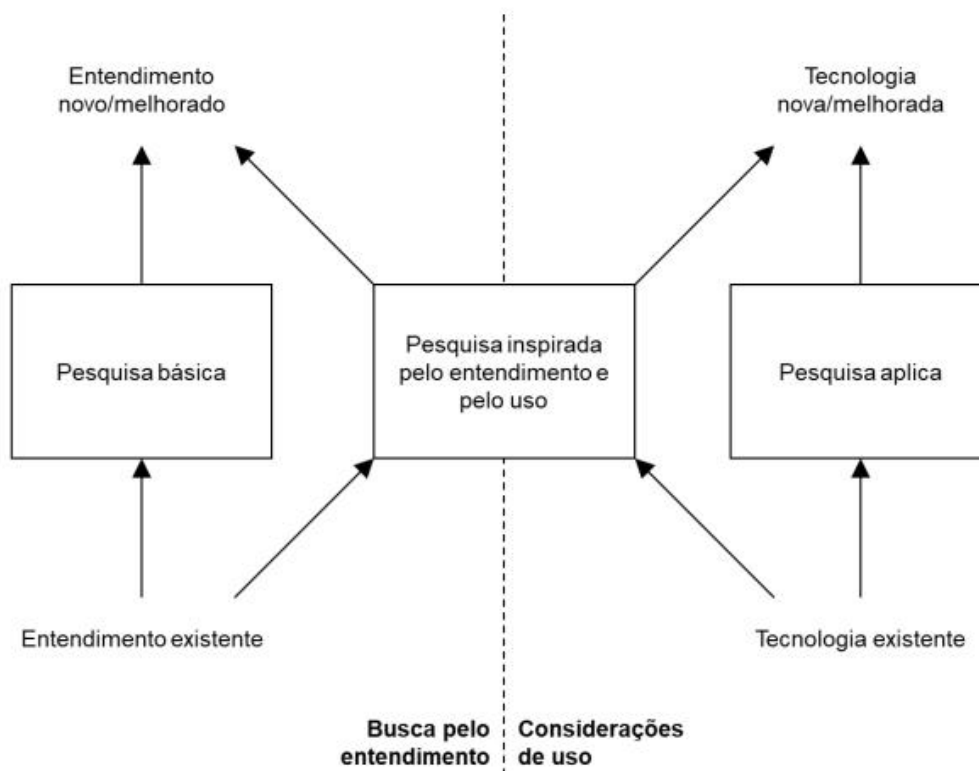 Entendimento
novo/melhorado
Tecnologia
nova/melhorada
Pesquisa básica
Pesquisa inspirada
pelo entendimento e
pelo uso
Pesquisa aplica
Entendimento existente
Tecnologia existente
Busca pelo
entendimento
Considerações
de uso